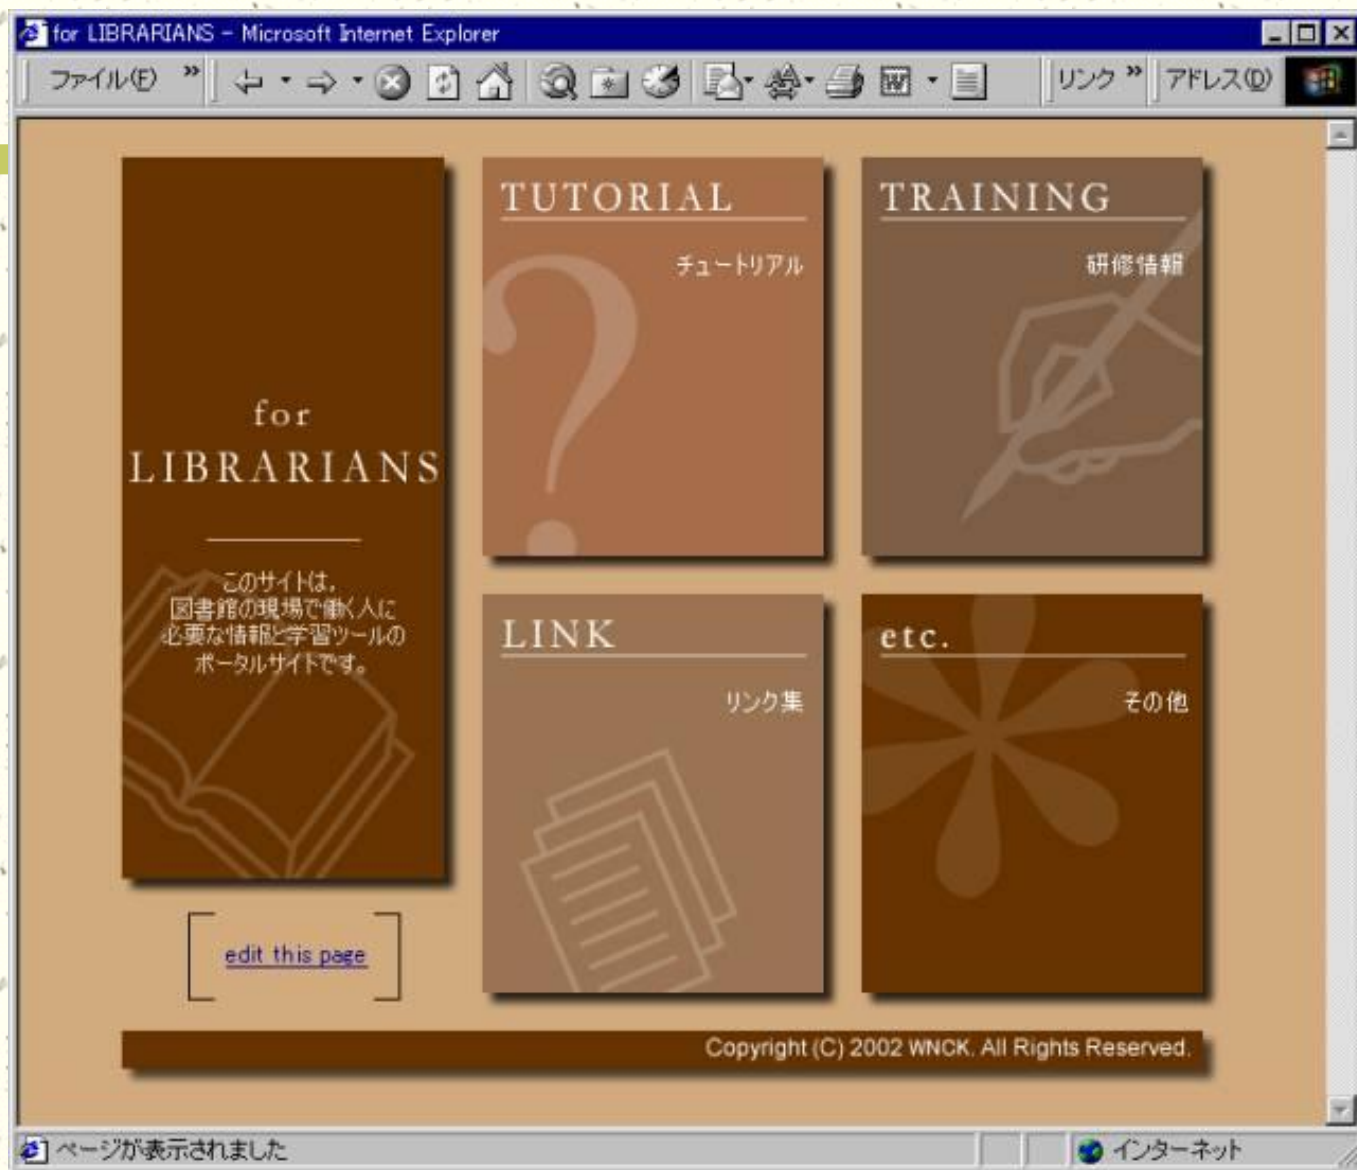 for LIBRARIANS - Microsoft Internet Explorer
ファイル(F) »
リンク »
アドレス(D)
for
LIBRARIANS
このサイトは,
図書館の現場で働く人に
必要な情報と学習ツールの
ポータルサイトです。
edit this page
TUTORIAL
チュートリアル
TRAINING
研修情報
LINK
リンク集
etc.
その他
Copyright (C) 2002 WNCK. All Rights Reserved.
ページが表示されました
インターネット